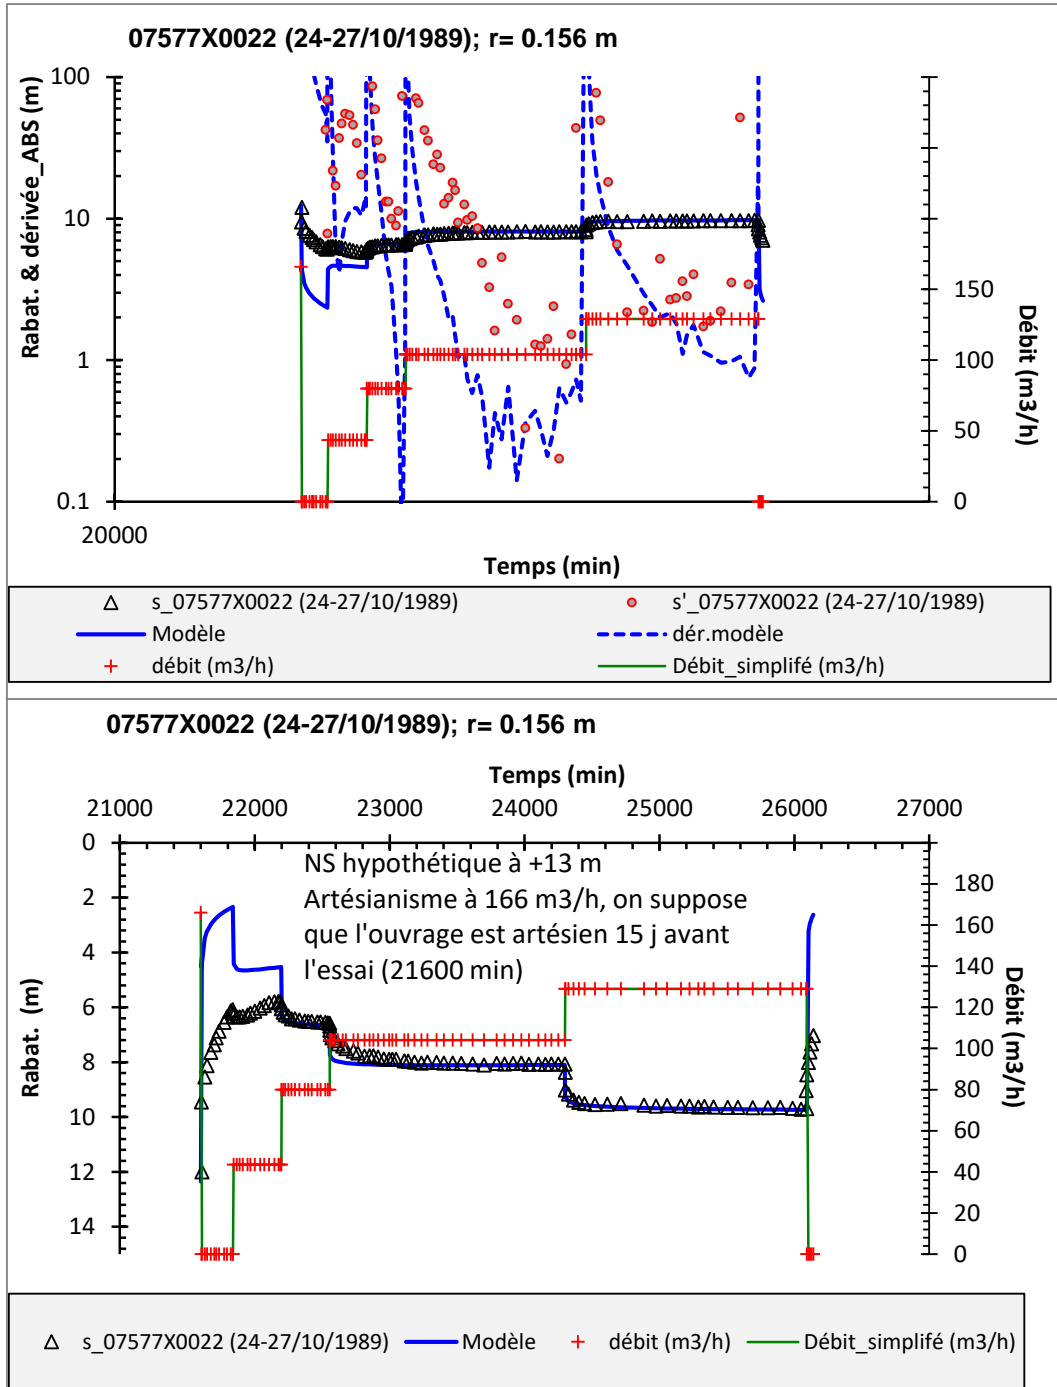 07577X0022 (24-27/10/1989); r= 0.156 m
Rabat. & dérivée_ABS (m)
100
10
1
0.1
20000
150
100
50
0
Débit (m3/h)
Temps (min)
s_07577X0022 (24-27/10/1989)
s'_07577X0022 (24-27/10/1989)
Modèle
dér.modèle
débit (m3/h)
Débit_simplifé (m3/h)
07577X0022 (24-27/10/1989); r= 0.156 m
Temps (min)
21000 22000 23000 24000 25000 26000 27000
Rabat. (m)
0
2
4
6
8
10
12
14
NS hypothétique à +13 m
Artésianisme à 166 m3/h, on suppose
que l'ouvrage est artésien 15 j avant
l'essai (21600 min)
180
160
140
120
100
80
60
40
20
0
Débit (m3/h)
s_07577X0022 (24-27/10/1989) Modèle débit (m3/h) Débit_simplifé (m3/h)